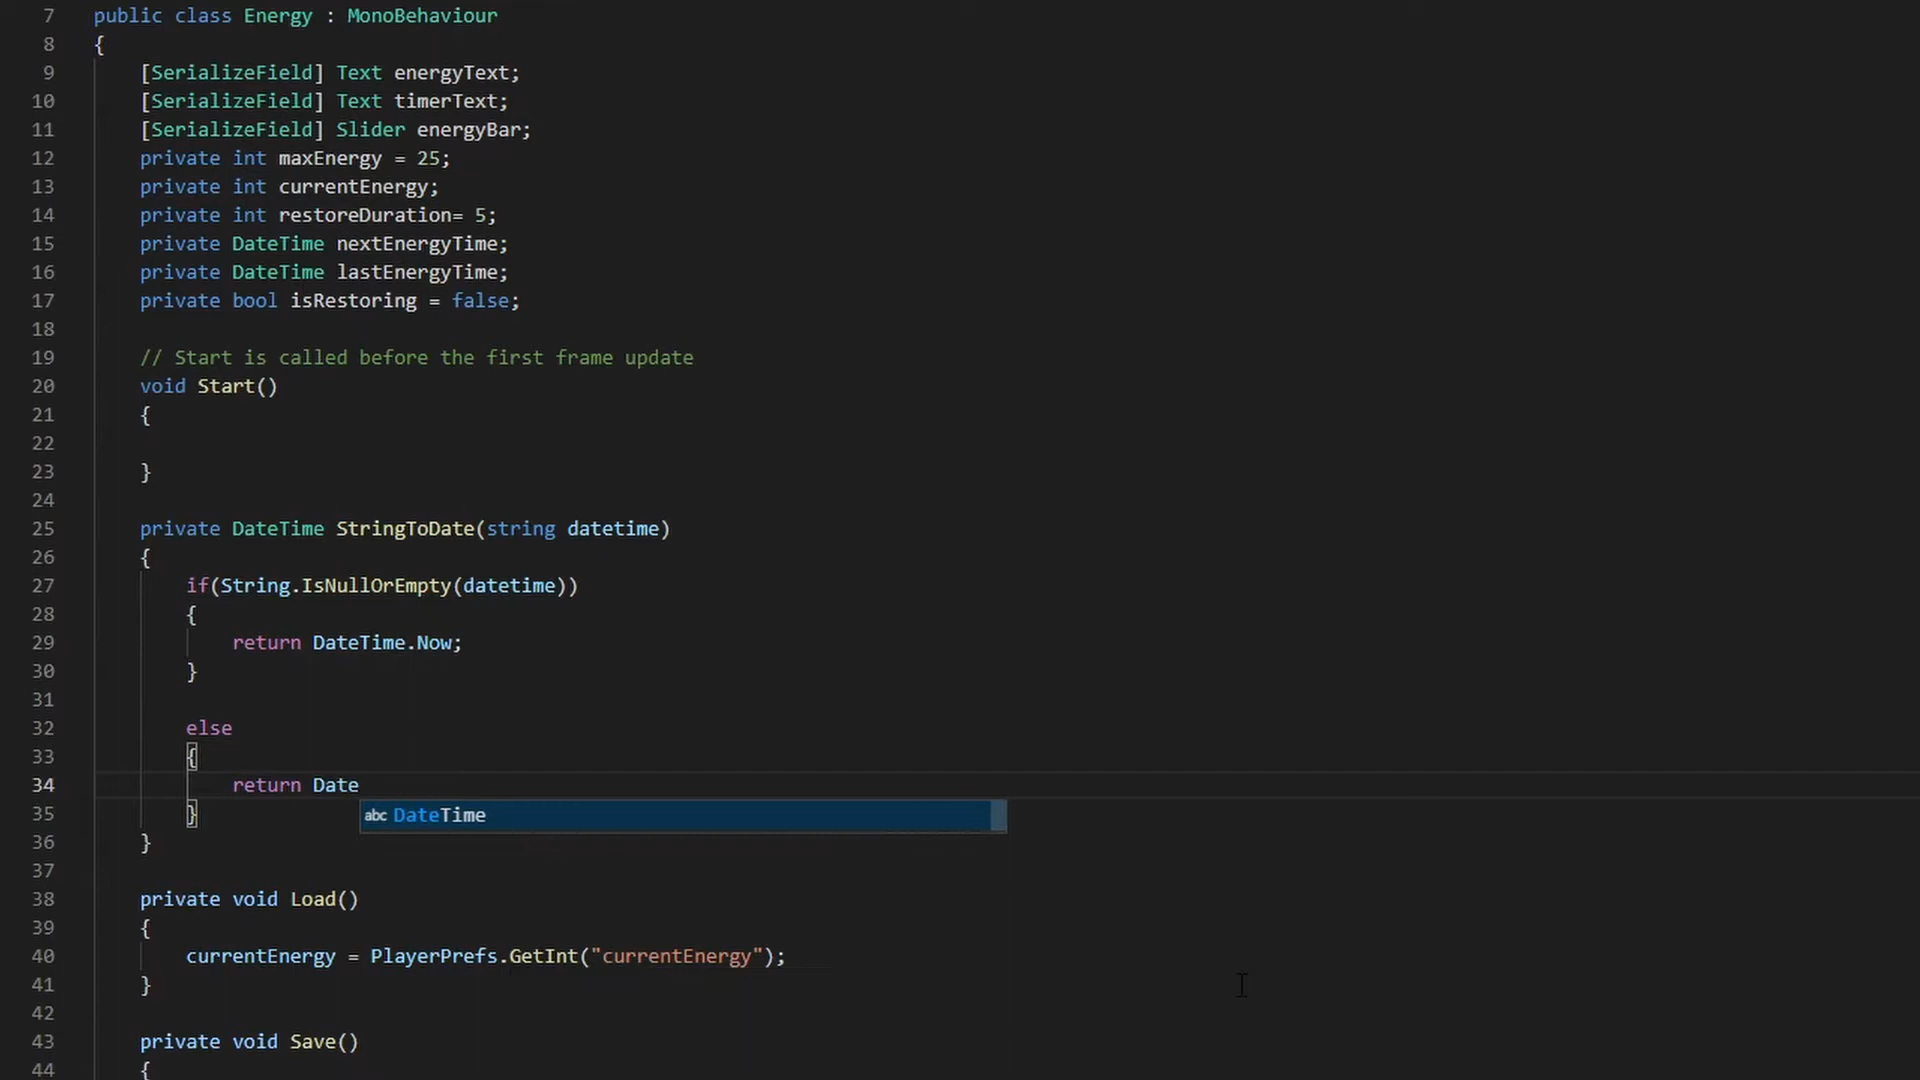 7 public class Energy : MonoBehaviour
8 {
9 [SerializeField] Text energyText;
10 [SerializeField] Text timerText;
11 [SerializeField] Slider energyBar;
12 private int maxEnergy = 25;
13 private int currentEnergy;
14 private int restoreDuration= 5;
15 private DateTime nextEnergyTime;
16 private DateTime lastEnergyTime;
17 private bool isRestoring = false;
18
19 // Start is called before the first frame update
20 void Start()
21 {
22
23 }
24
25 private DateTime StringToDate(string datetime)
26 {
27 if(String.IsNullOrEmpty(datetime))
28 {
29 return DateTime.Now;
30 }
31
32 else
33 {
34 return Date
35 }
abc DateTime
36 }
37
38 private void Load()
39 {
40 currentEnergy = PlayerPrefs.GetInt("currentEnergy");
41 }
42
43 private void Save()
44 {